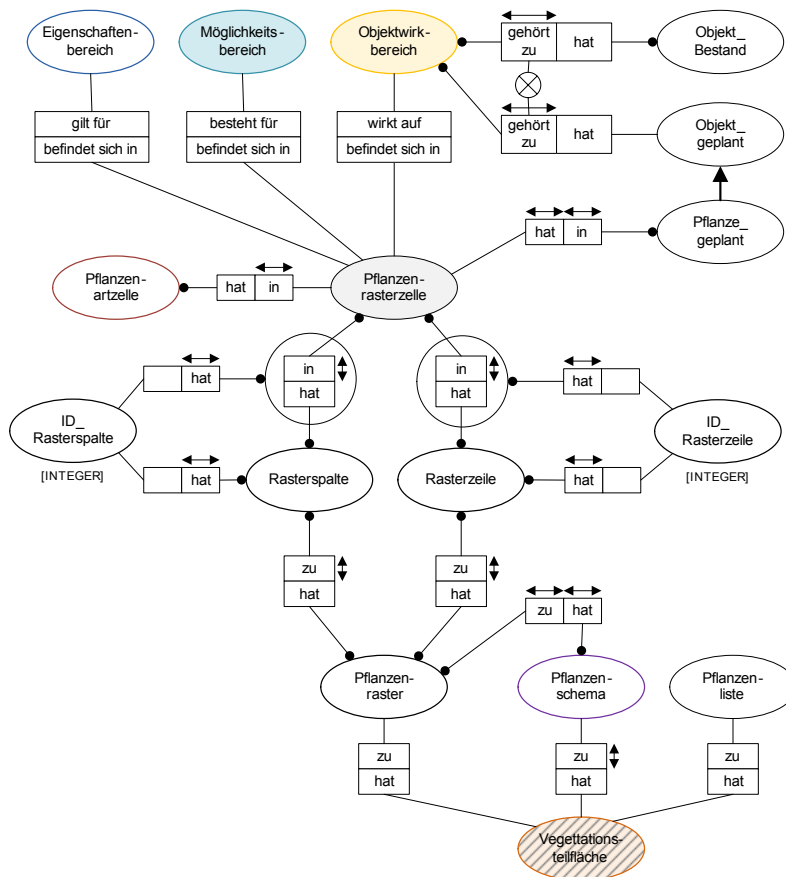 Eigenschaften-
bereich
Möglichkeits-
bereich
Objektwirk-
bereich
gehört
zu
hat
Objekt_
Bestand
gilt für
befindet sich in
besteht für
befindet sich in
wirkt auf
befindet sich in
gehört
zu
hat
Objekt_
geplant
hat
in
Pflanze_
geplant
Pflanzen-
artzelle
hat
in
Pflanzen-
rasterzelle
hat
in
hat
in
hat
hat
ID_
Rasterspalte
[INTEGER]
ID_
Rasterzeile
[INTEGER]
hat
Rasterspalte
Rasterzeile
hat
zu
hat
zu
hat
zu
hat
Pflanzen-
raster
Pflanzen-
schema
Pflanzen-
liste
zu
hat
zu
hat
zu
hat
Vegettations-
teilfläche